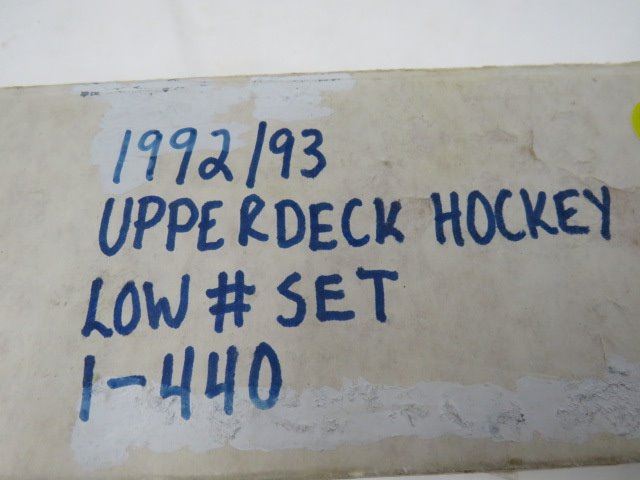 1992/93
UPPERDECK HOCKEY
LOW # SET
1-440